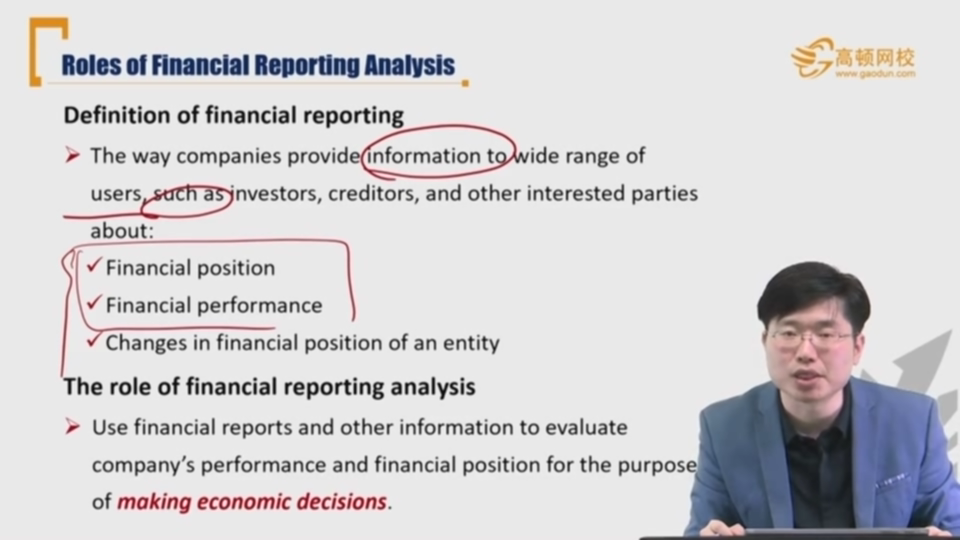 Roles of Financial Reporting Analysis
高顿网校
www.gaodun.com
Definition of financial reporting
The way companies provide information to wide range of
users, such as investors, creditors, and other interested parties
about:
Financial position
Financial performance
Changes in financial position of an entity
The role of financial reporting analysis
Use financial reports and other information to evaluate
company's performance and financial position for the purpose
of making economic decisions.